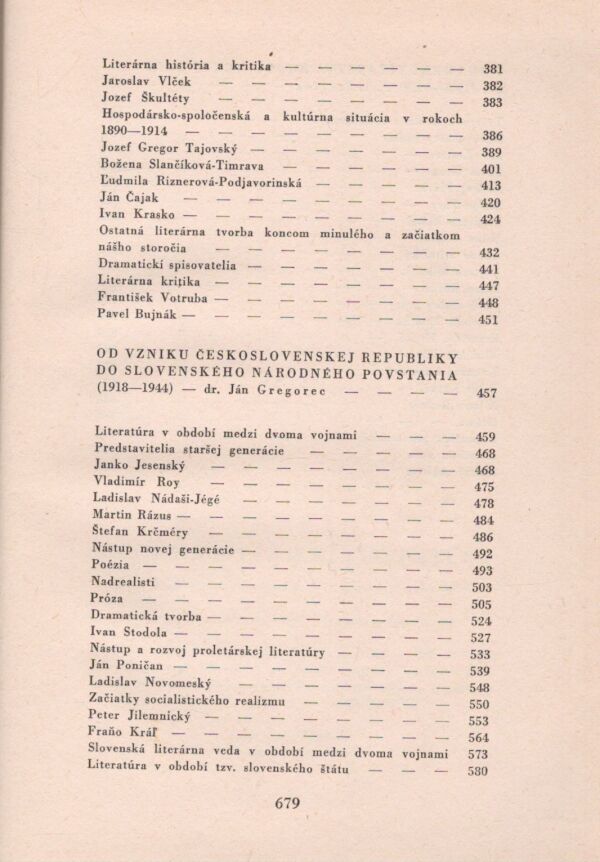 Literárna história a kritika — — — — — — 381
Jaroslav Vlček — — — — — — — 382
Jozef Škultéty — — — — — — — 383
Hospodársko-spoločenská a kultúrna situácia v rokoch
1890—1914 — — — — — — — — 386
Jozef Gregor Tajovský — — — — — — 389
Božena Slančíková-Timrava — — — — — 401
Ľudmila Riznerová-Podjavorinská — — — — — 413
Ján Čajak — — — — — — — — 420
Ivan Krasko — — — — — — — — 424
Ostatná literárna tvorba koncom minulého a začiatkom
nášho storočia — — — — — — — 432
Dramatickí spisovatelia — — — — — — 441
Literárna kritika — — — — — — — 447
František Votruba — — — — — — — 448
Pavel Bujnák — — — — — — — — 451
OD VZNIKU ČESKOSLOVENSKEJ REPUBLIKY
DO SLOVENSKÉHO NÁRODNÉHO POVSTANIA
(1918—1944) — dr. Ján Gregorec — — — — 457
Literatúra v období medzi dvoma vojnami — — — 459
Predstavitelia staršej generácie — — — — — 468
Janko Jesenský — — — — — — — 468
Vladimír Roy — — — — — — — 475
Ladislav Nádaši-Jégé — — — — — — 478
Martin Rázus — — — — — — — — 484
Štefan Krčméry — — — — — — — 486
Nástup novej generácie — — — — — — 492
Poézia — — — — — — — — — 493
Nadrealisti — — — — — — — — 503
Próza — — — — — — — — — 505
Dramatická tvorba — — — — — — — 524
Ivan Stodola — — — — — — — — 527
Nástup a rozvoj proletárskej literatúry — — — — 533
Ján Poničan — — — — — — — — 539
Ladislav Novomeský — — — — — — 548
Začiatky socialistického realizmu — — — — — 550
Peter Jilemnický — — — — — — — 553
Fraňo Kráľ — — — — — — — — 564
Slovenská literárna veda v období medzi dvoma vojnami 573
Literatúra v období tzv. slovenského štátu — — — 580
679